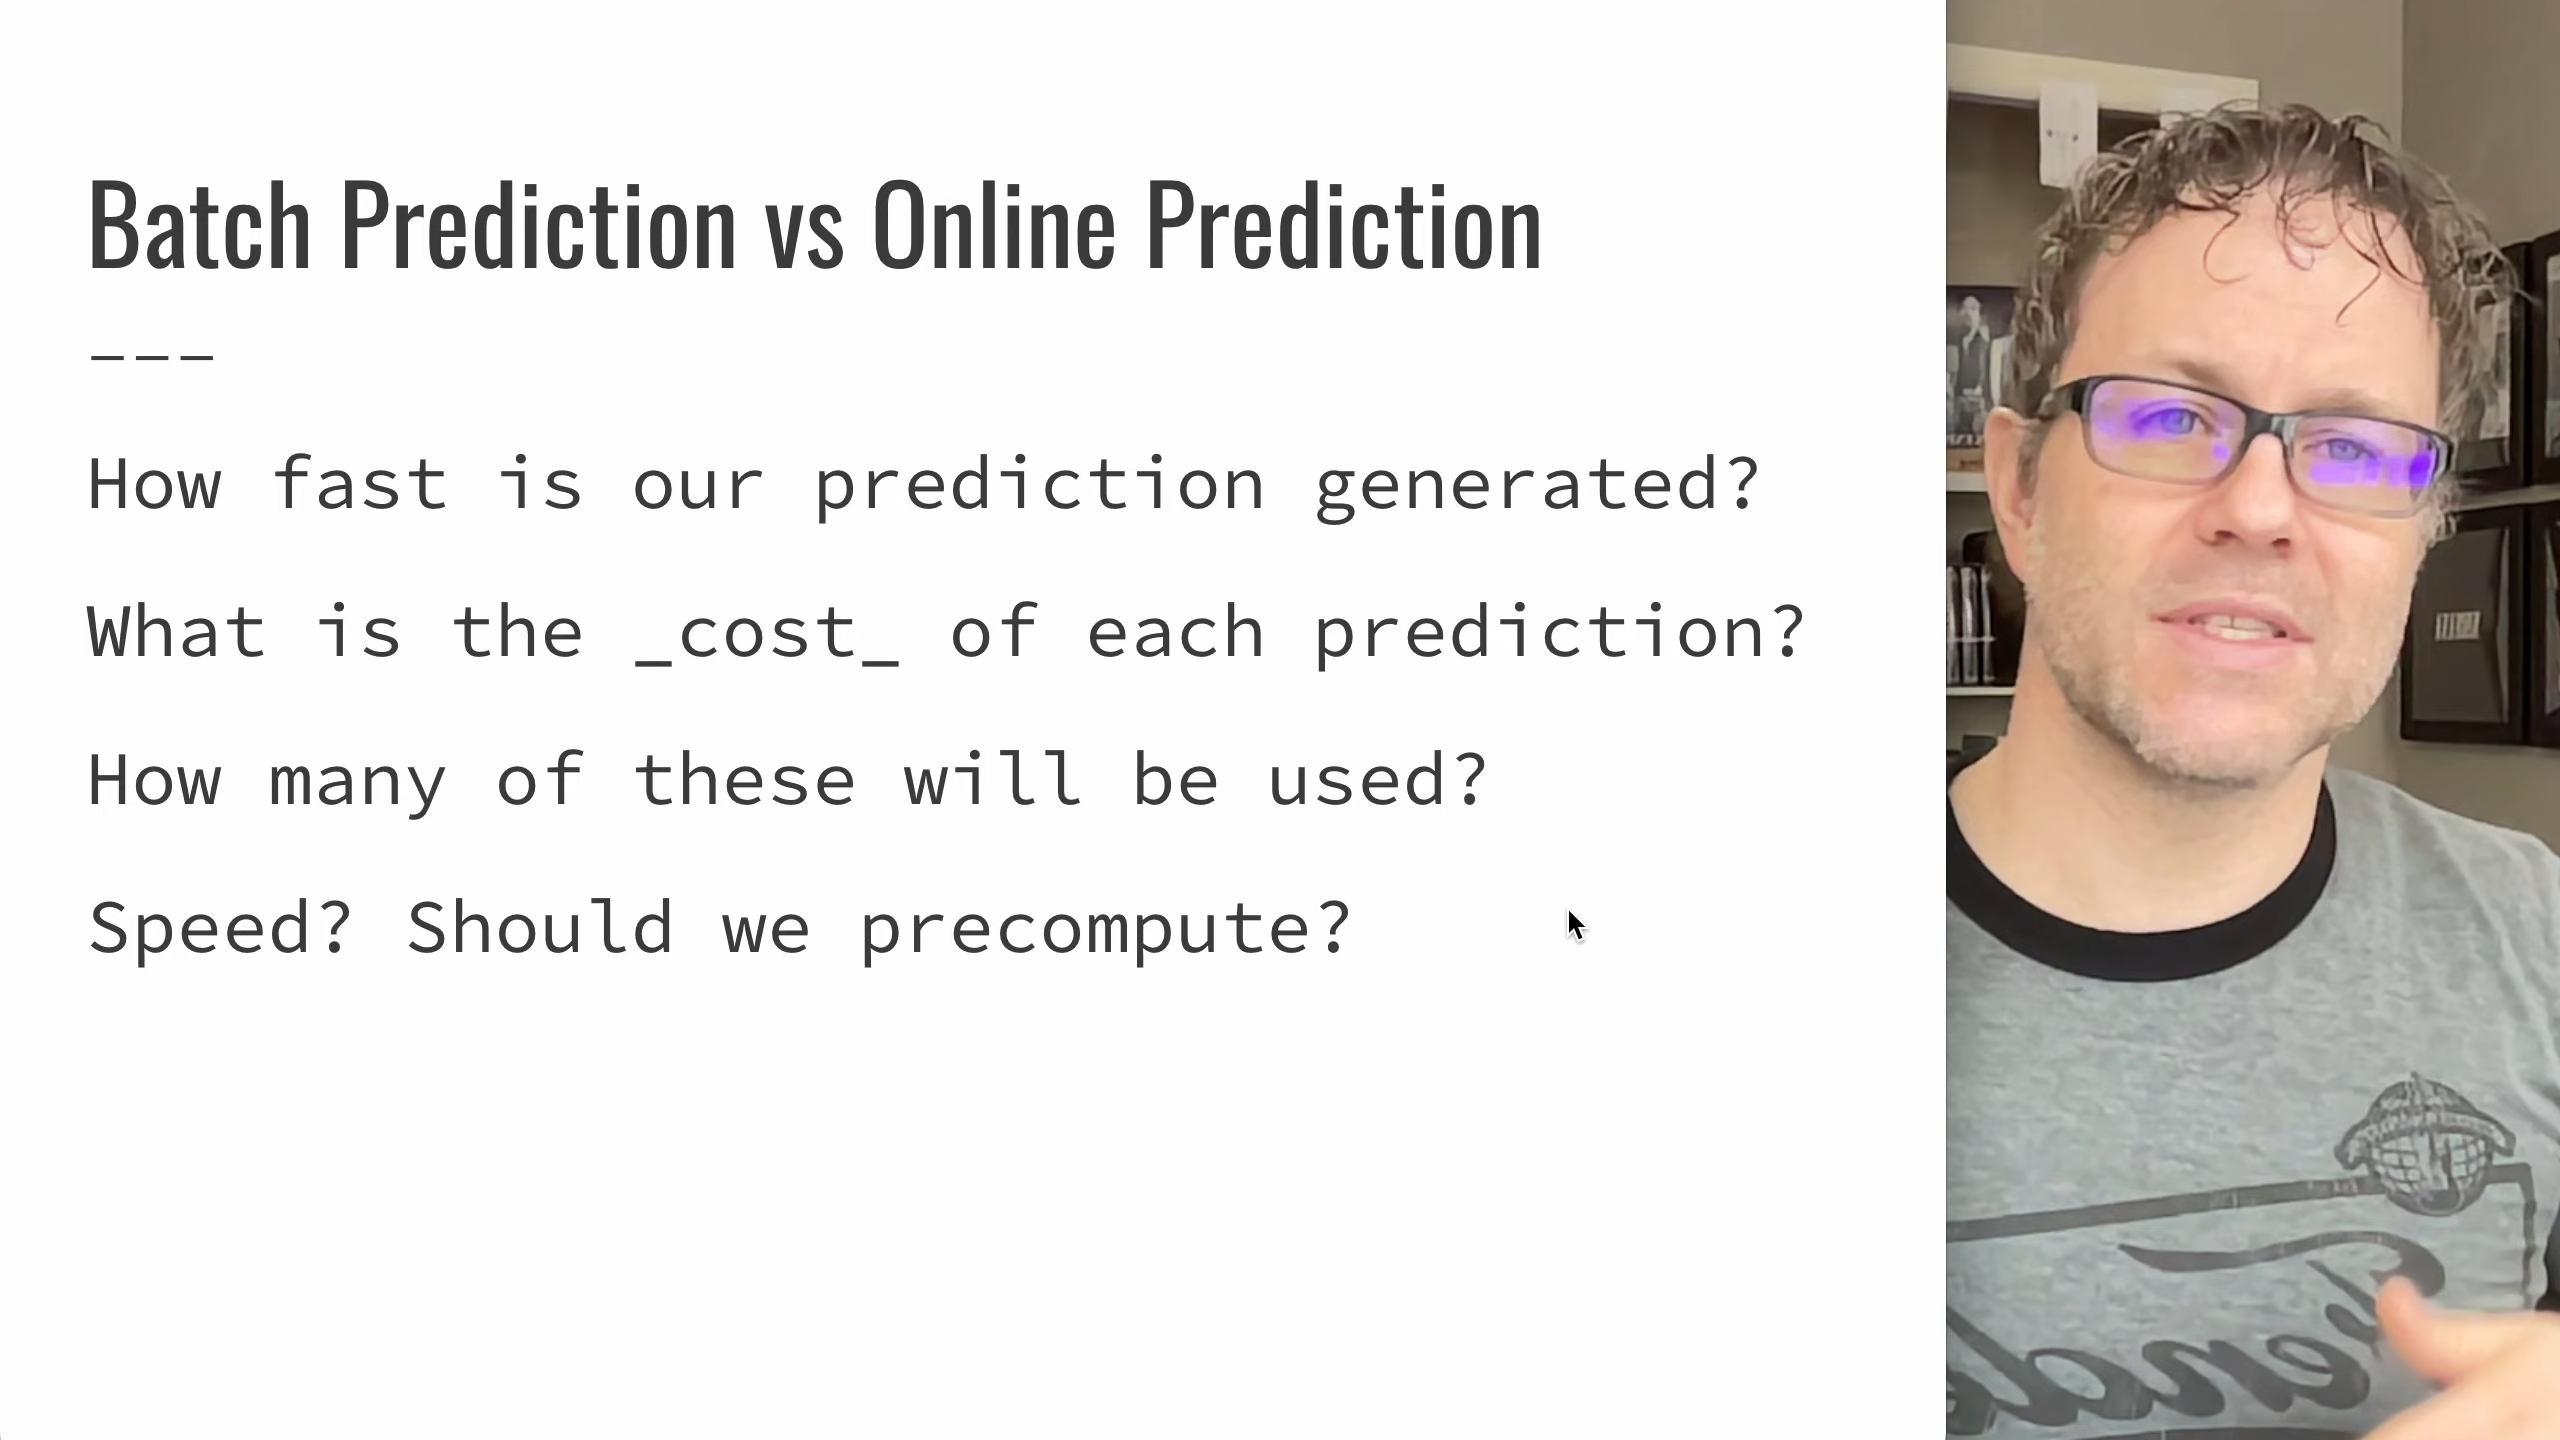 Batch Prediction vs Online Prediction
---
How fast is our prediction generated?
What is the _cost_ of each prediction?
How many of these will be used?
Speed? Should we precompute?